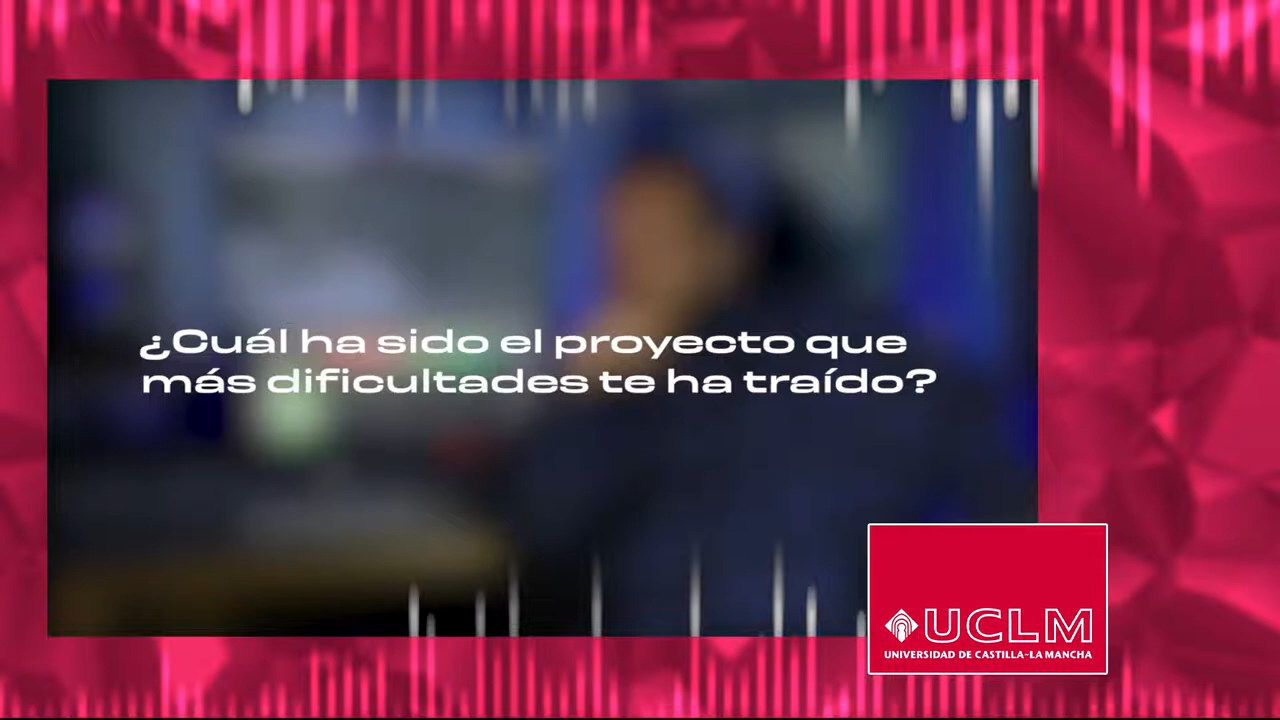 ¿Cuál ha sido el proyecto que
más dificultades te ha traído?
UCLM
UNIVERSIDAD DE CASTILLA-LA MANCHA